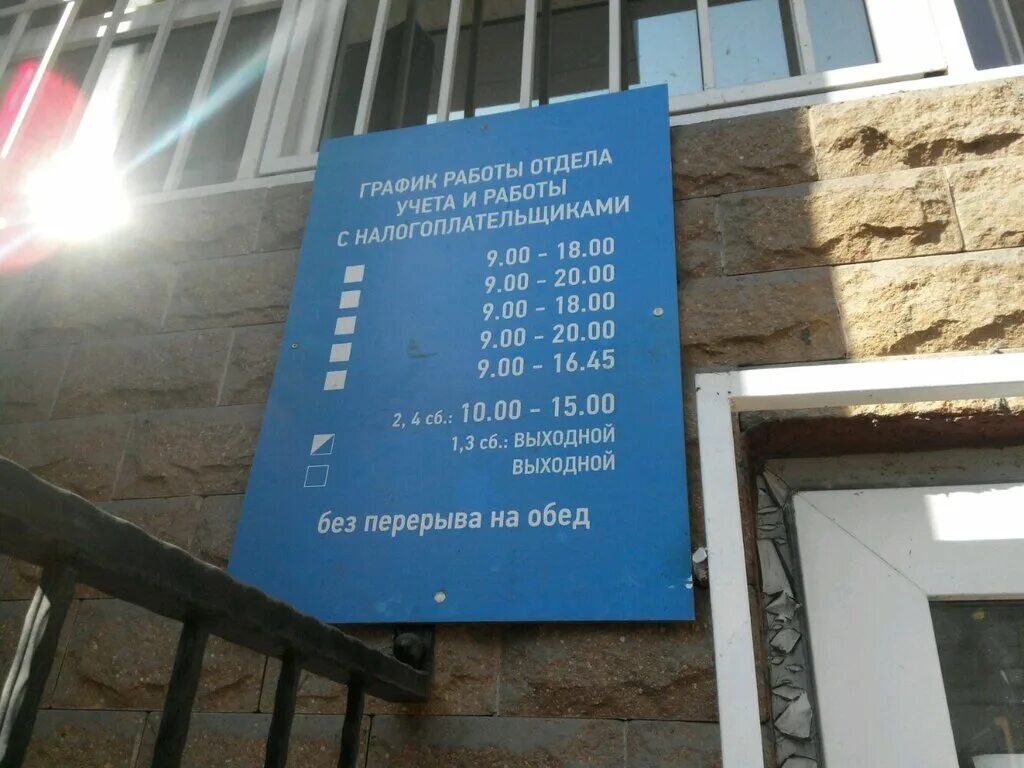 ГРАФИК РАБОТЫ ОТДЕЛА
УЧЕТА И РАБОТЫ
С НАЛОГОПЛАТЕЛЬЩИКАМИ
9.00 - 18.00
9.00 - 20.00
9.00 - 18.00
9.00 - 20.00
9.00 - 16.45
2, 4 сб.: 10.00 - 15.00
1,3 сб.: ВЫХОДНОЙ
ВЫХОДНОЙ
без перерыва на обед